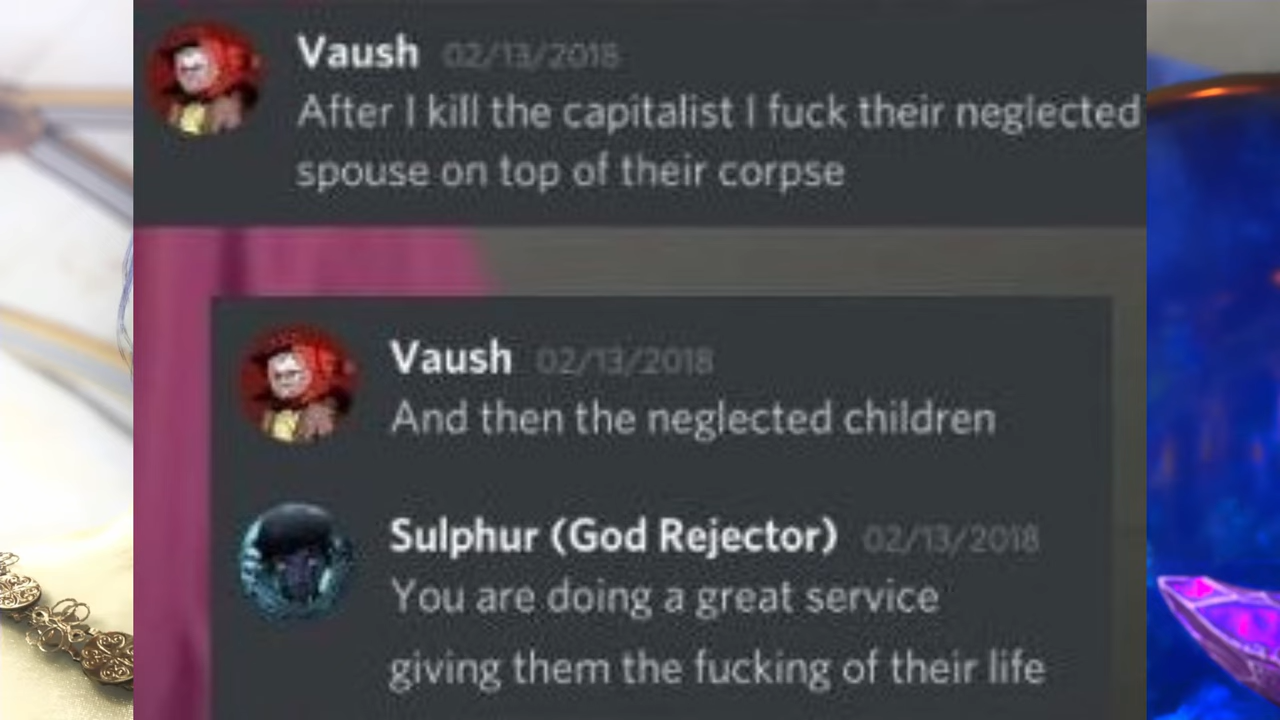 Vaush 02/13/2018
After I kill the capitalist I fuck their neglected
spouse on top of their corpse
Vaush 02/13/2018
And then the neglected children
Sulphur (God Rejector) 02/13/2018
You are doing a great service
giving them the fucking of their life